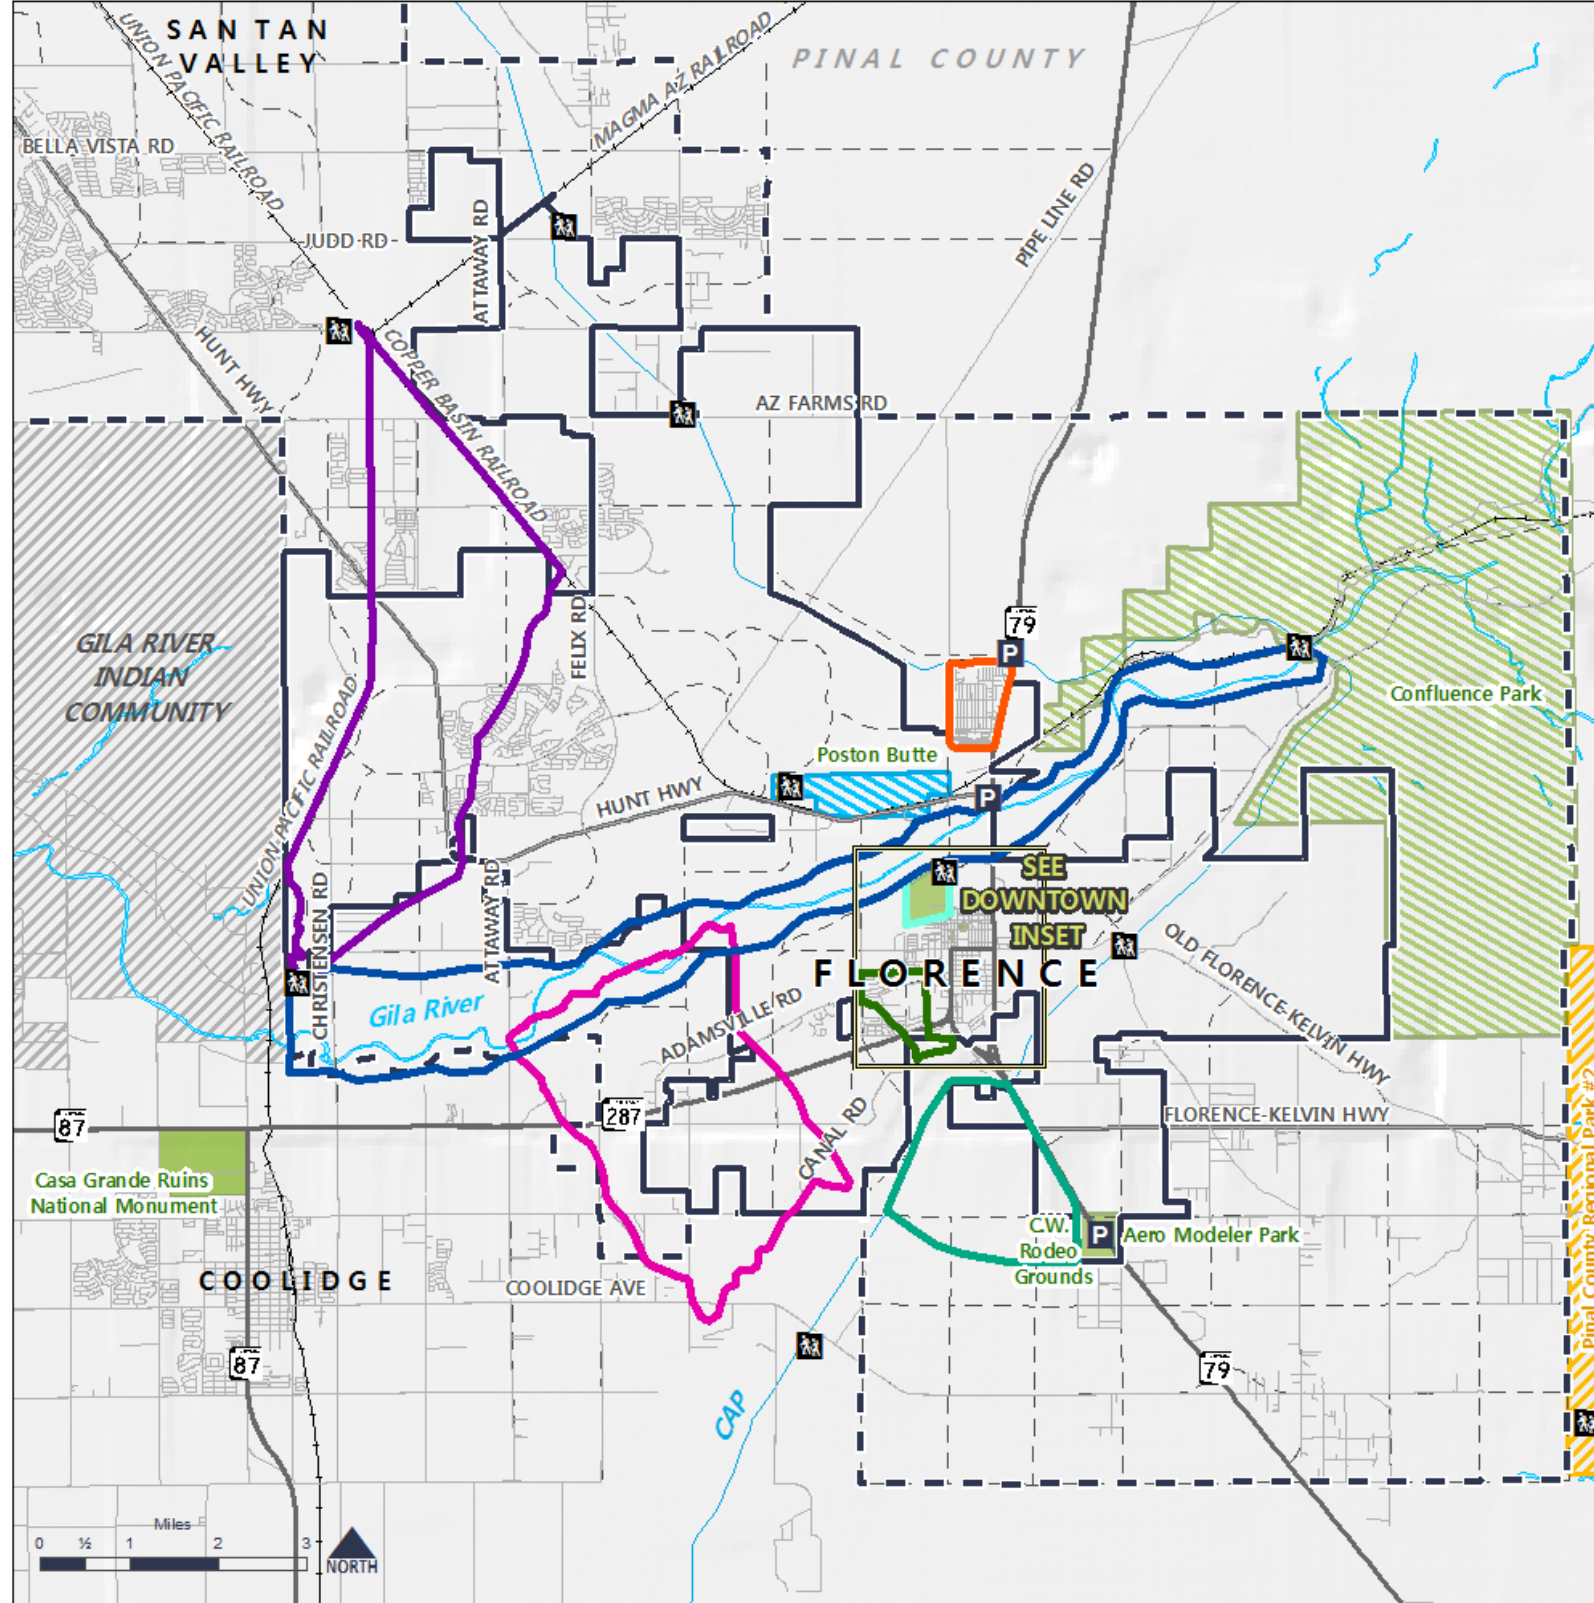 SAN TAN
VALLEY
UNION PACIFIC RAILROAD
MAGMA AZ RAILROAD
PINAL COUNTY
BELLA VISTA RD
JUDD RD
ATTAWAY RD
PIPE LINE RD
HUNT HWY
COPPER BASIN RAILROAD
AZ FARMS RD
GILA RIVER
INDIAN
COMMUNITY
FELIX RD
79
P
Confluence Park
UNION PACIFIC RAILROAD
Poston Butte
HUNT HWY
P
SEE
DOWNTOWN
INSET
CHRISTENSEN RD
ATTAWAY RD
OLD FLORENCE-KELVIN HWY
FLORENCE
Gila River
ADAMSVILLE RD
87
287
CANAL RD
FLORENCE-KELVIN HWY
Pinal County Regional Park #2
Casa Grande Ruins
National Monument
C.W.
Rodeo
Grounds
P
Aero Modeler Park
COOLIDGE
COOLIDGE AVE
87
79
CAP
Miles
0 ½ 1 2 3
NORTH